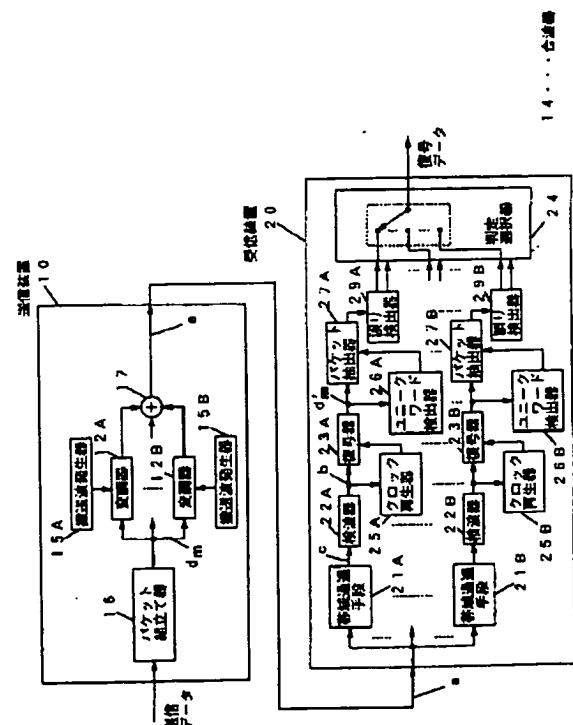 送信装置
10
15A
搬送波発生器
変調器
12A
17
a
16
パケット
組立て器
送信
データ
dm
12B
変調器
搬送波発生器
15B
受信装置
20
a
帯域通過
手段
21A
c
22A
検波器
b
23A
復号器
d'm
パケット
抽出器
27A
25A
クロック
再生器
26A
ユニーク
ワード
検出器
誤り
検出器
29A
帯域通過
手段
21B
22B
検波器
23B
復号器
パケット
抽出器
27B
クロック
再生器
25B
ユニーク
ワード
検出器
26B
誤り
検出器
29B
判定
選択器
24
復号
データ
14・・・合波器